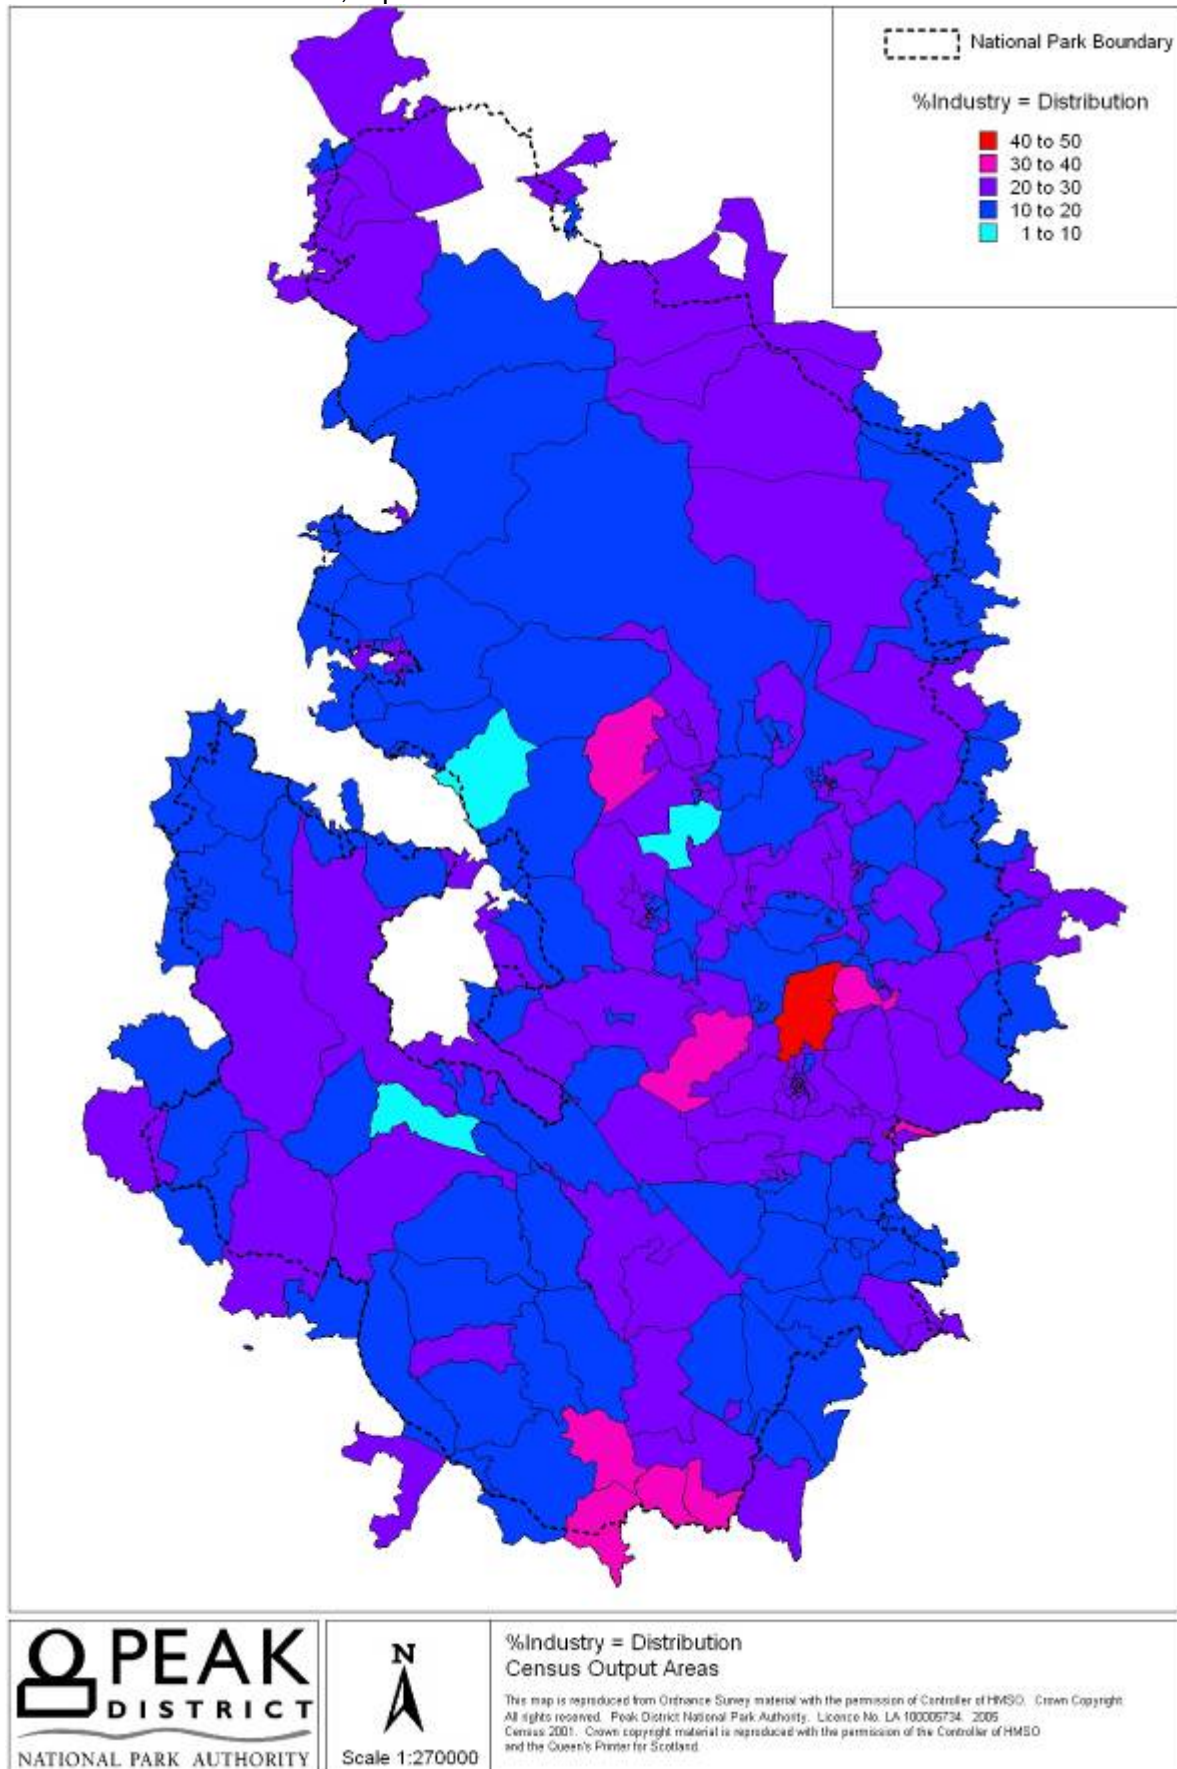 National Park Boundary
%Industry = Distribution
40 to 50
30 to 40
20 to 30
10 to 20
1 to 10
PEAK
DISTRICT
NATIONAL PARK AUTHORITY
N
Scale 1:270000
%Industry = Distribution
Census Output Areas
This map is reproduced from Ordnance Survey material with the permission of Controller of HMSO. Crown Copyright.
All rights reserved. Peak District National Park Authority. Licence No. LA 100005734. 2005
Census 2001. Crown copyright material is reproduced with the permission of the Controller of HMSO
and the Queen's Printer for Scotland.